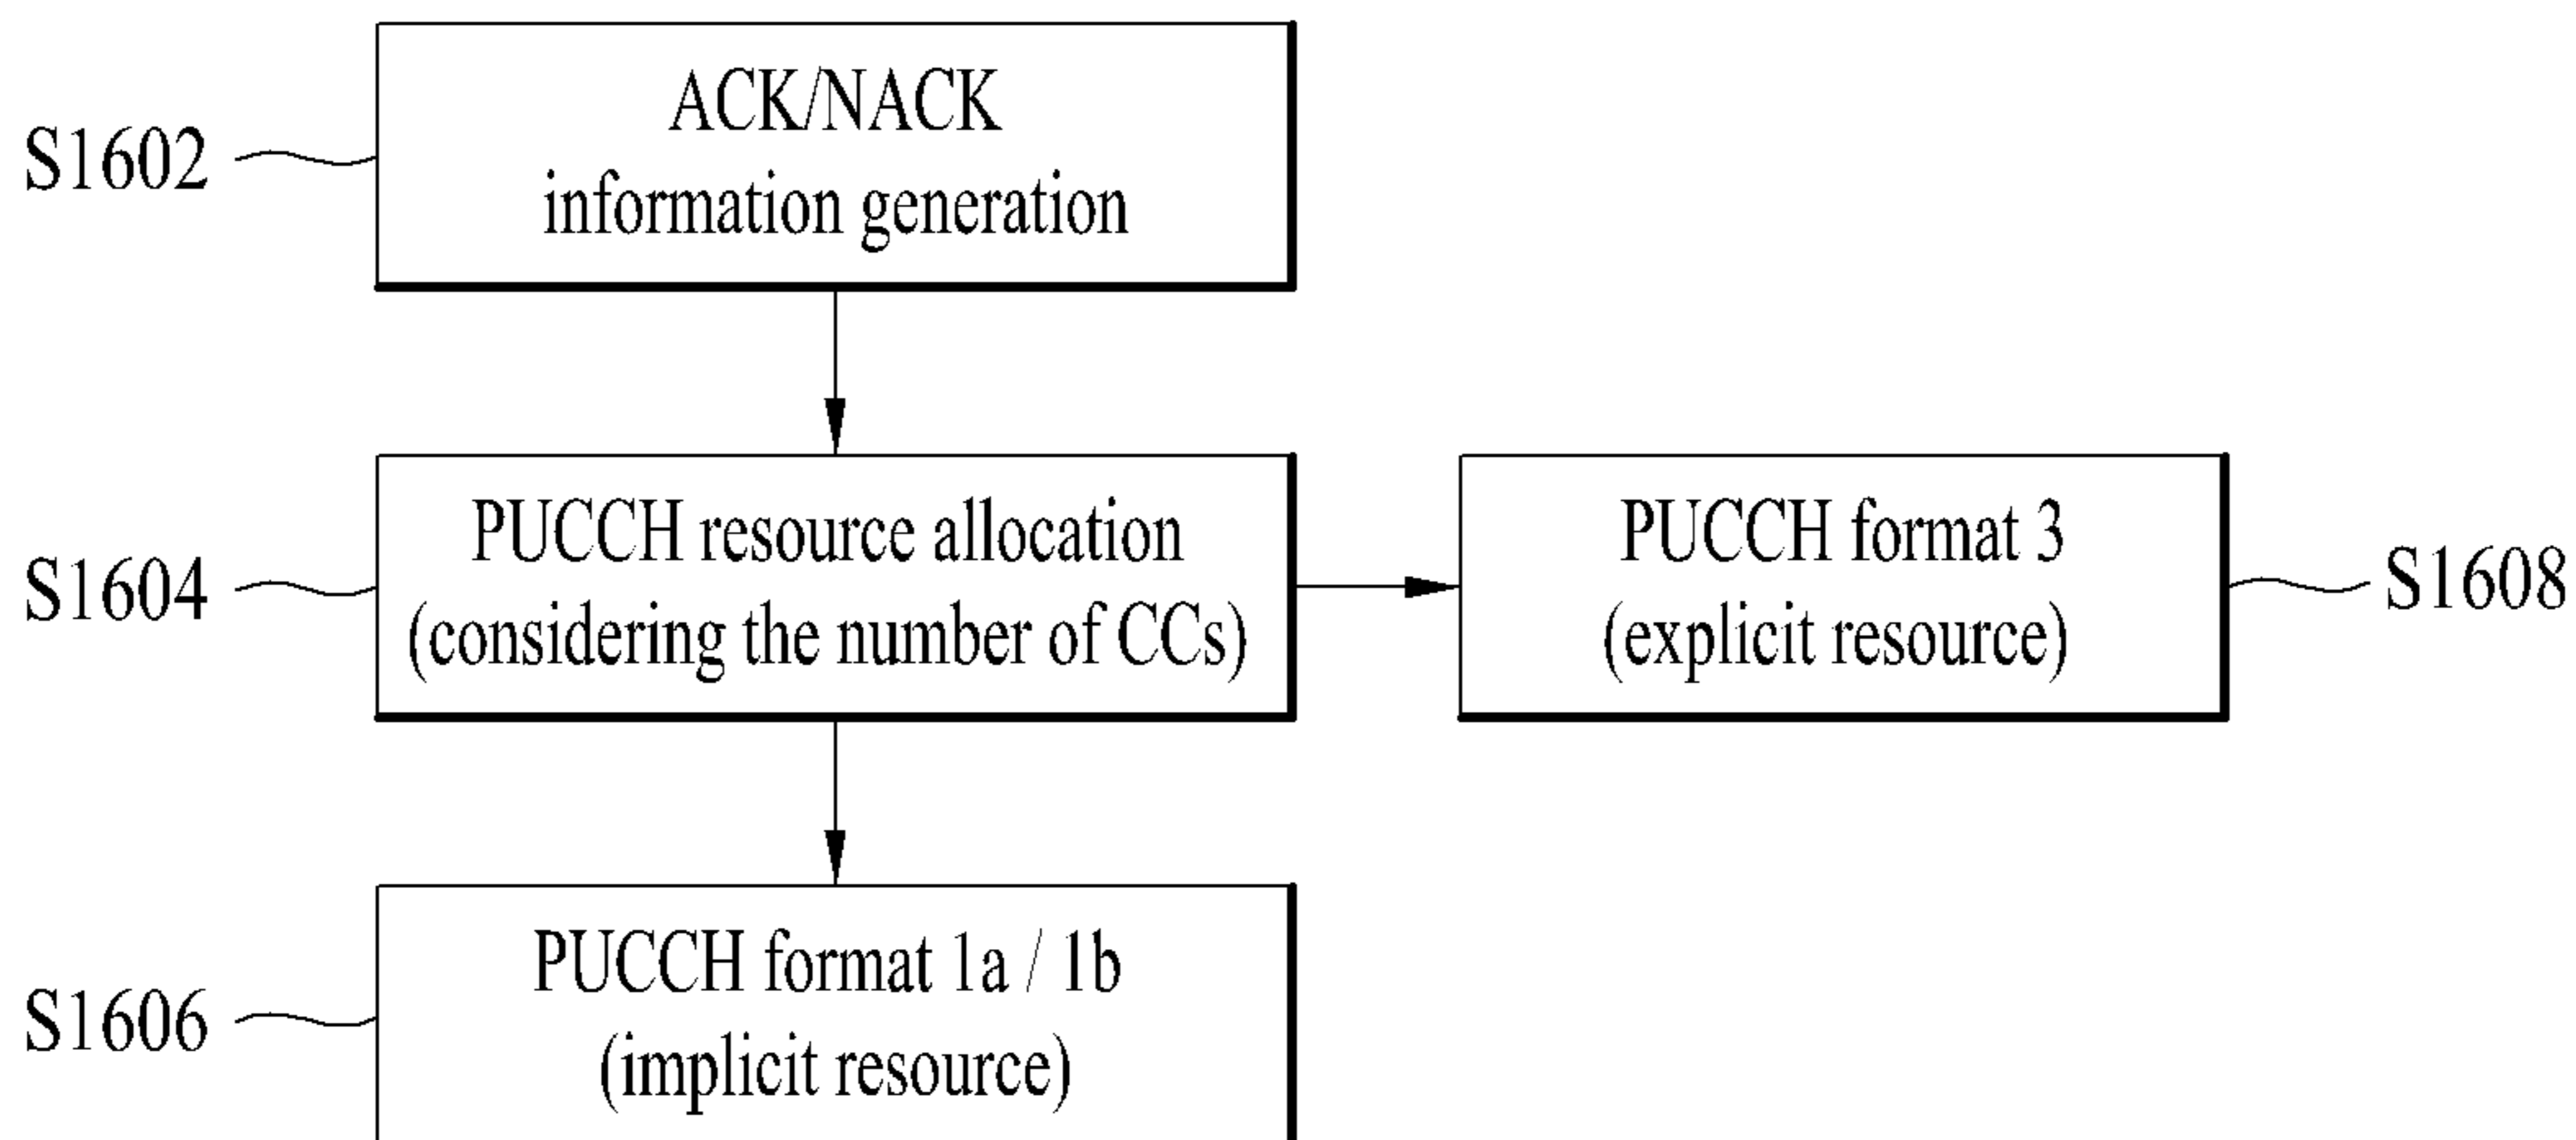 S1602
ACK/NACK
information generation
S1604
PUCCH resource allocation
(considering the number of CCs)
PUCCH format 3
(explicit resource)
S1608
S1606
PUCCH format 1a / 1b
(implicit resource)